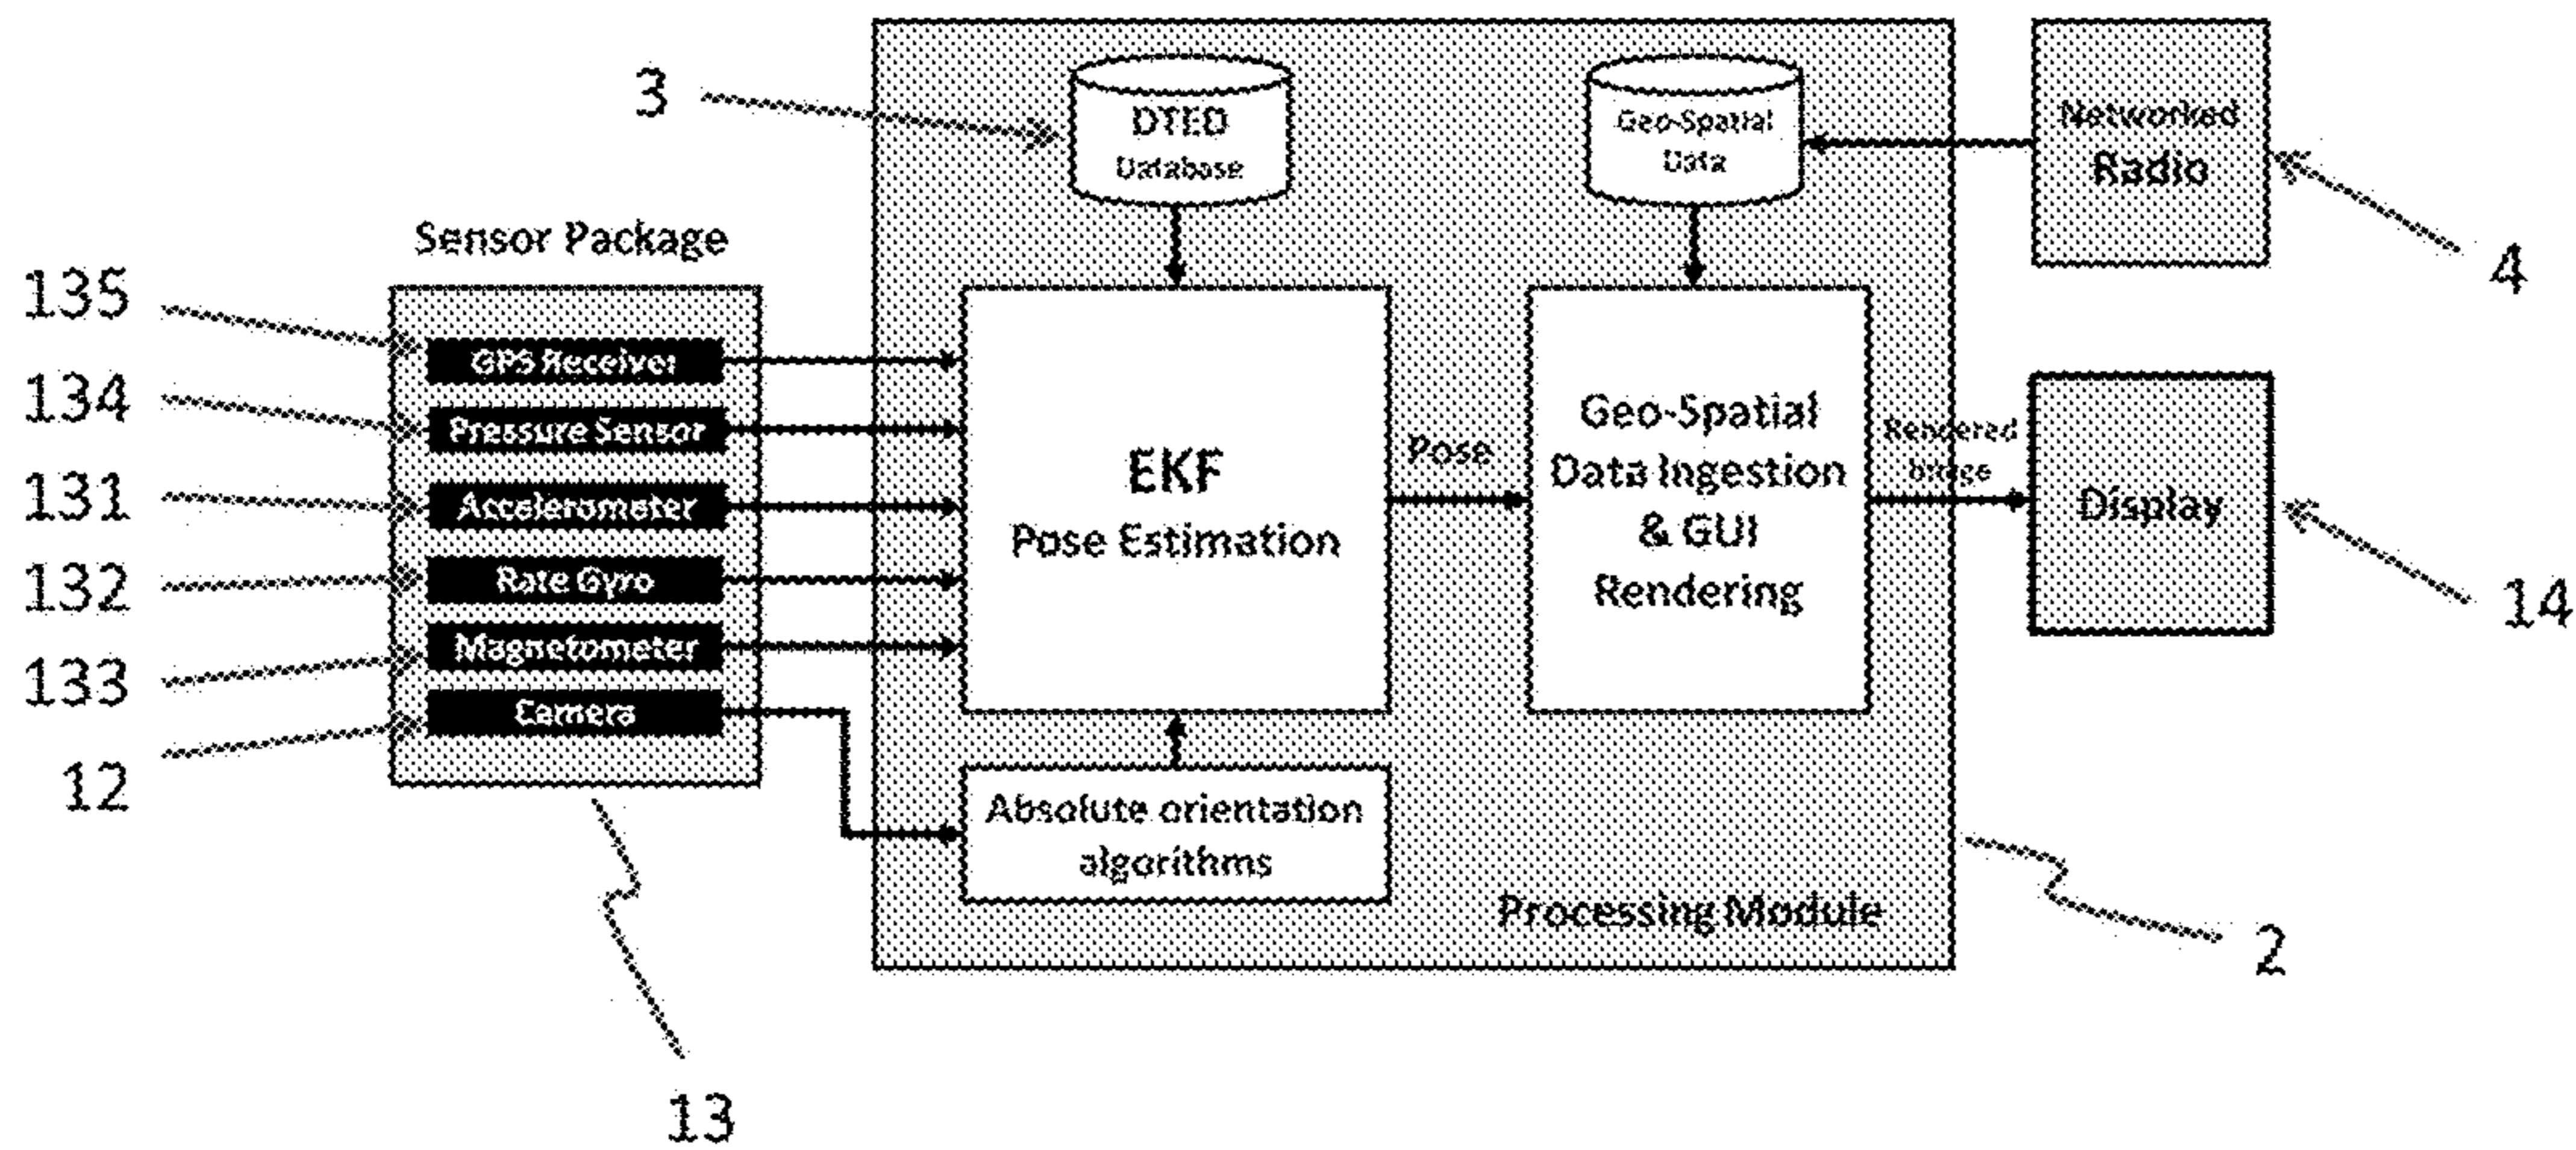 3
DTED
Database
Geo-Spatial
Data
Networked
Radio
4
Sensor Package
135
GPS Receiver
134
Pressure Sensor
131
Accelerometer
132
Rate Gyro
133
Magnetometer
12
Camera
13
EKF
Pose Estimation
Absolute orientation
algorithms
Pose
Geo-Spatial
Data Ingestion
& GUI
Rendering
Rendered
Image
Display
14
Processing Module
2